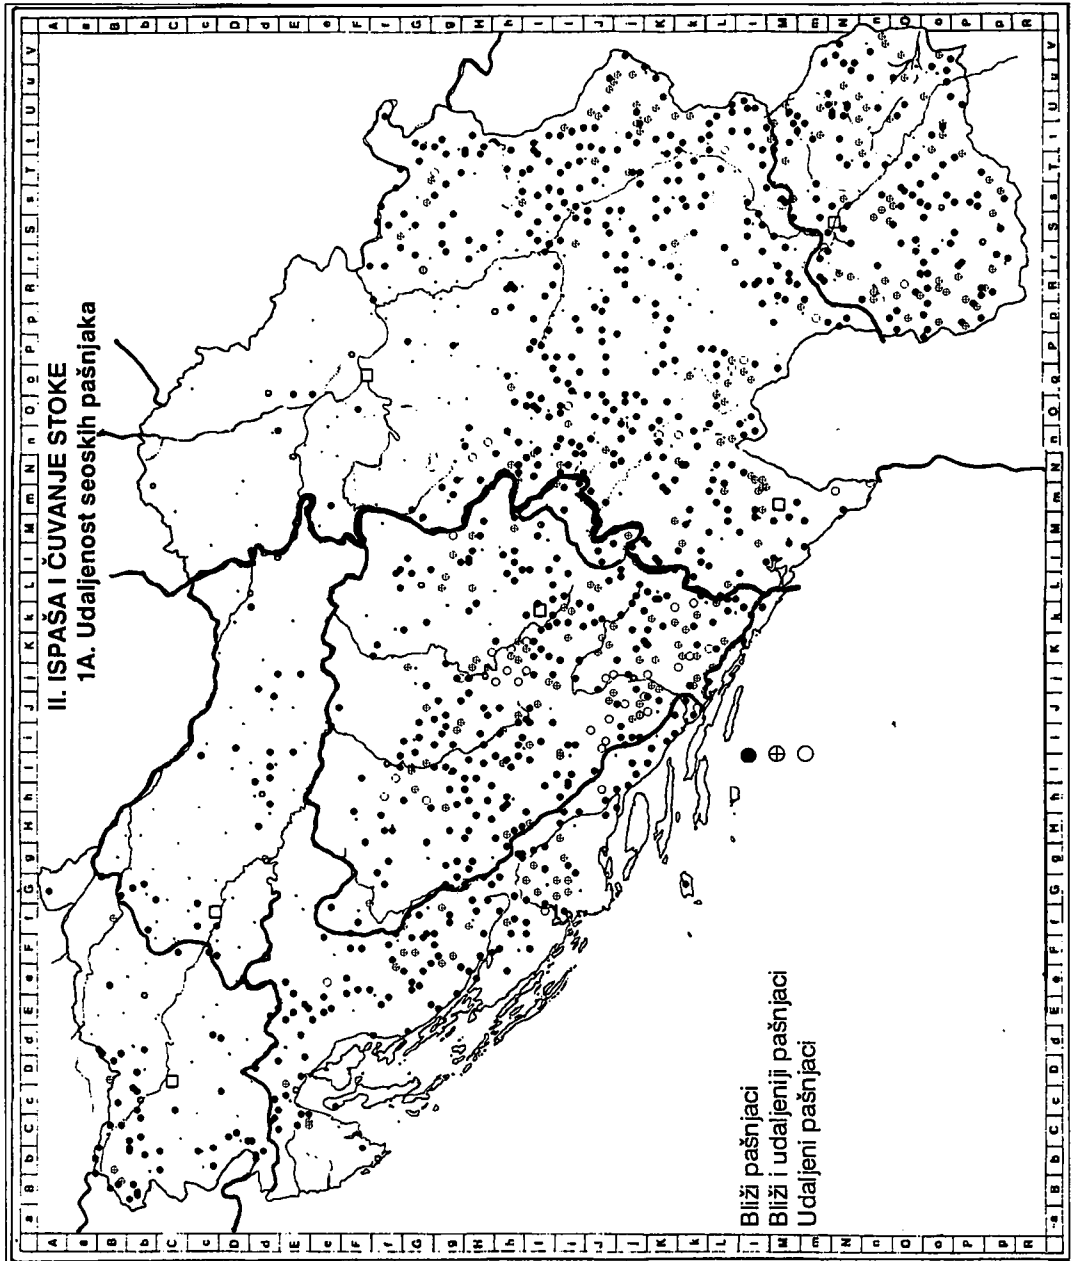 a B b C c D d E e F f G g H h I i J j K k L l M m N n O o P p R r S s T t U u V
A a B b C c D d E e F f G g H h I i J j K k L l M m N n O o P p R
II. ISPAŠA I ČUVANJE STOKE
1A. Udaljenost seoskih pašnjaka
Bliži pašnjaci
Bliži i udaljeniji pašnjaci
Udaljeni pašnjaci
A a B b C c D d E e F f G g H h I i J j K k L l M m N n O o P p R
a B b C c D d E e F f G g H h I i J j K k L l M m N n O o P p R r S s T t U u v